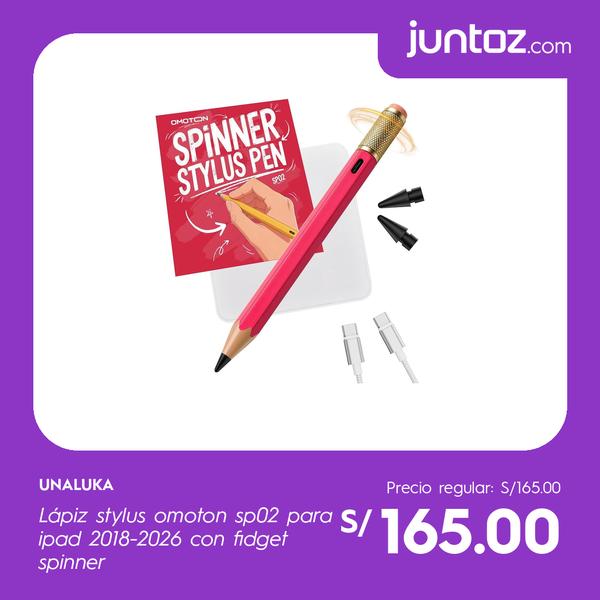 juntoz.com
OMOTON
SPINNER
STYLUS PEN
SP02
UNALUKA
Precio regular: S/165.00
Lápiz stylus omoton sp02 para
ipad 2018-2026 con fidget
spinner
S/ 165.00